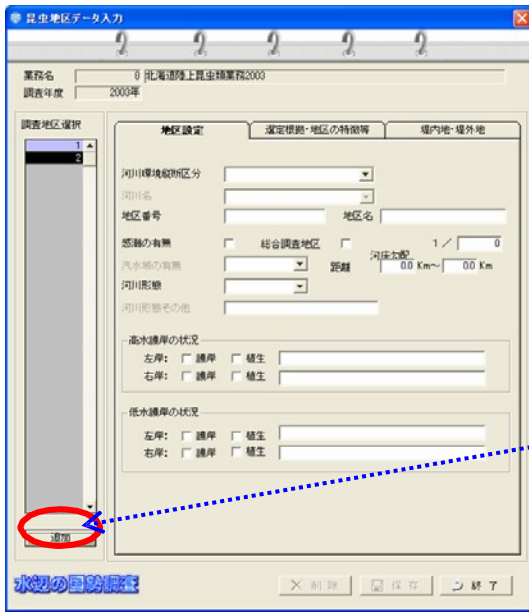 昆虫地区データ入力
業務名 8 北海道陸上昆虫類業務2003
調査年度 2003年
調査地区選択
1
2
地区設定 選定根拠・地区の特徴等 堤内地・堤外地
河川環境縦断区分
河川名
地区番号 地区名
感潮の有無 総合調査地区 1／ 0
汽水域の有無 距離 河床勾配 0.0 Km～ 0.0 Km
河川形態
河川形態その他
高水護岸の状況
左岸： 護岸 植生
右岸： 護岸 植生
低水護岸の状況
左岸： 護岸 植生
右岸： 護岸 植生
追加
水辺の国勢調査
削除 保存 終了